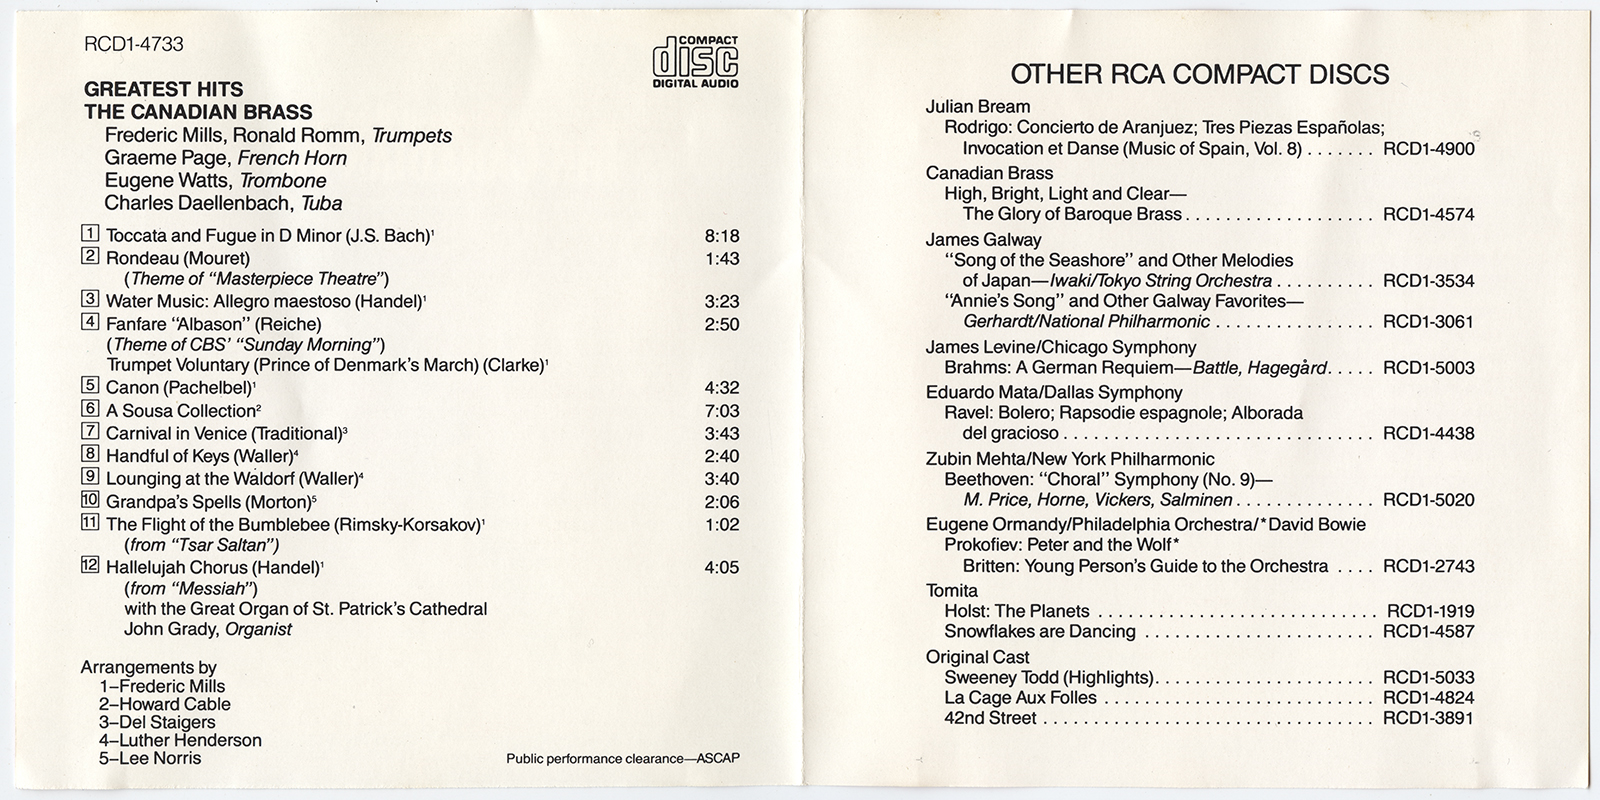 RCD1-4733
COMPACT
disc
DIGITAL AUDIO
GREATEST HITS
THE CANADIAN BRASS
Frederic Mills, Ronald Romm, Trumpets
Graeme Page, French Horn
Eugene Watts, Trombone
Charles Daellenbach, Tuba
1 Toccata and Fugue in D Minor (J.S. Bach)¹ 8:18
2 Rondeau (Mouret) 1:43
(Theme of “Masterpiece Theatre”)
3 Water Music: Allegro maestoso (Handel)¹ 3:23
4 Fanfare “Albason” (Reiche) 2:50
(Theme of CBS’ “Sunday Morning”)
Trumpet Voluntary (Prince of Denmark’s March) (Clarke)¹
5 Canon (Pachelbel)¹ 4:32
6 A Sousa Collection² 7:03
7 Carnival in Venice (Traditional)³ 3:43
8 Handful of Keys (Waller)⁴ 2:40
9 Lounging at the Waldorf (Waller)⁴ 3:40
10 Grandpa’s Spells (Morton)⁵ 2:06
11 The Flight of the Bumblebee (Rimsky-Korsakov)¹ 1:02
(from “Tsar Saltan”)
12 Hallelujah Chorus (Handel)¹ 4:05
(from “Messiah”)
with the Great Organ of St. Patrick’s Cathedral
John Grady, Organist
Arrangements by
1–Frederic Mills
2–Howard Cable
3–Del Staigers
4–Luther Henderson
5–Lee Norris
Public performance clearance—ASCAP
OTHER RCA COMPACT DISCS
Julian Bream
Rodrigo: Concierto de Aranjuez; Tres Piezas Españolas;
Invocation et Danse (Music of Spain, Vol. 8) . . . . . . . RCD1-4900
Canadian Brass
High, Bright, Light and Clear—
The Glory of Baroque Brass . . . . . . . . . . . . . . . . . . . RCD1-4574
James Galway
“Song of the Seashore” and Other Melodies
of Japan—Iwaki/Tokyo String Orchestra . . . . . . . . . . RCD1-3534
“Annie’s Song” and Other Galway Favorites—
Gerhardt/National Philharmonic . . . . . . . . . . . . . . . . RCD1-3061
James Levine/Chicago Symphony
Brahms: A German Requiem—Battle, Hagegård. . . . . RCD1-5003
Eduardo Mata/Dallas Symphony
Ravel: Bolero; Rapsodie espagnole; Alborada
del gracioso . . . . . . . . . . . . . . . . . . . . . . . . . . . . . . . RCD1-4438
Zubin Mehta/New York Philharmonic
Beethoven: “Choral” Symphony (No. 9)—
M. Price, Horne, Vickers, Salminen . . . . . . . . . . . . . . RCD1-5020
Eugene Ormandy/Philadelphia Orchestra/*David Bowie
Prokofiev: Peter and the Wolf*
Britten: Young Person’s Guide to the Orchestra . . . . RCD1-2743
Tomita
Holst: The Planets . . . . . . . . . . . . . . . . . . . . . . . . . . . . RCD1-1919
Snowflakes are Dancing . . . . . . . . . . . . . . . . . . . . . . . RCD1-4587
Original Cast
Sweeney Todd (Highlights). . . . . . . . . . . . . . . . . . . . . . RCD1-5033
La Cage Aux Folles . . . . . . . . . . . . . . . . . . . . . . . . . . . RCD1-4824
42nd Street . . . . . . . . . . . . . . . . . . . . . . . . . . . . . . . . . RCD1-3891